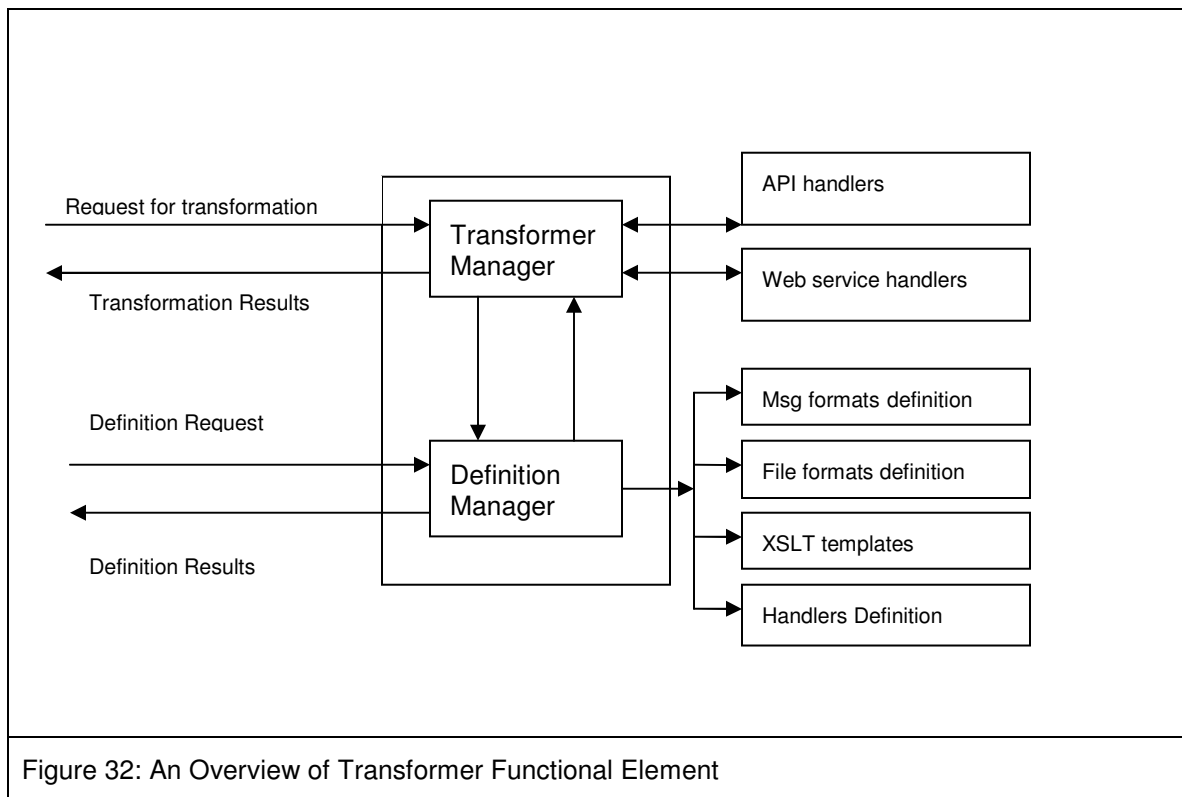 API handlers
Request for transformation
Transformer
Manager
Web service handlers
Transformation Results
Msg formats definition
Definition Request
File formats definition
Definition
Manager
XSLT templates
Definition Results
Handlers Definition
Figure 32: An Overview of Transformer Functional Element